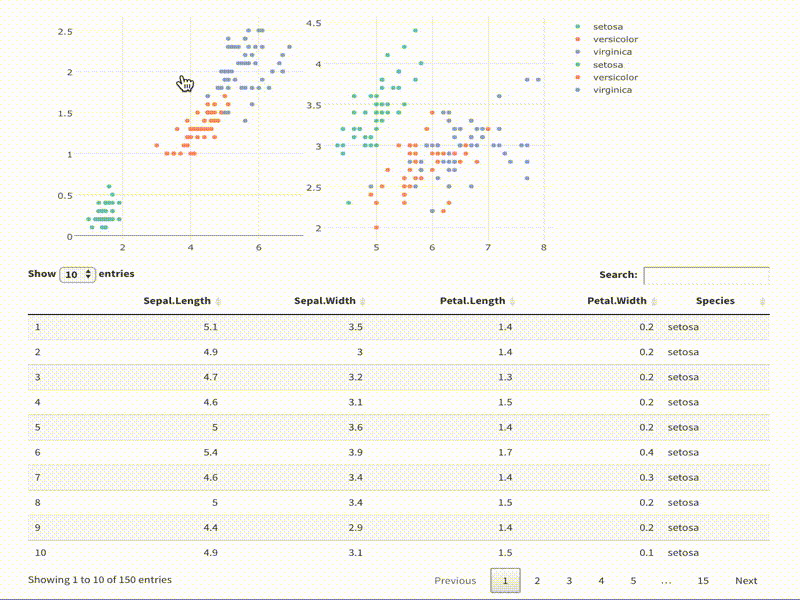 2.5
2
1.5
1
0.5
0
2 4 6
4.5
4
3.5
3
2.5
2
5 6 7 8
setosa
versicolor
virginica
setosa
versicolor
virginica
Show 10 entries
Search:
Sepal.Length Sepal.Width Petal.Length Petal.Width Species
1 5.1 3.5 1.4 0.2 setosa
2 4.9 3 1.4 0.2 setosa
3 4.7 3.2 1.3 0.2 setosa
4 4.6 3.1 1.5 0.2 setosa
5 5 3.6 1.4 0.2 setosa
6 5.4 3.9 1.7 0.4 setosa
7 4.6 3.4 1.4 0.3 setosa
8 5 3.4 1.5 0.2 setosa
9 4.4 2.9 1.4 0.2 setosa
10 4.9 3.1 1.5 0.1 setosa
Showing 1 to 10 of 150 entries
Previous 1 2 3 4 5 ... 15 Next